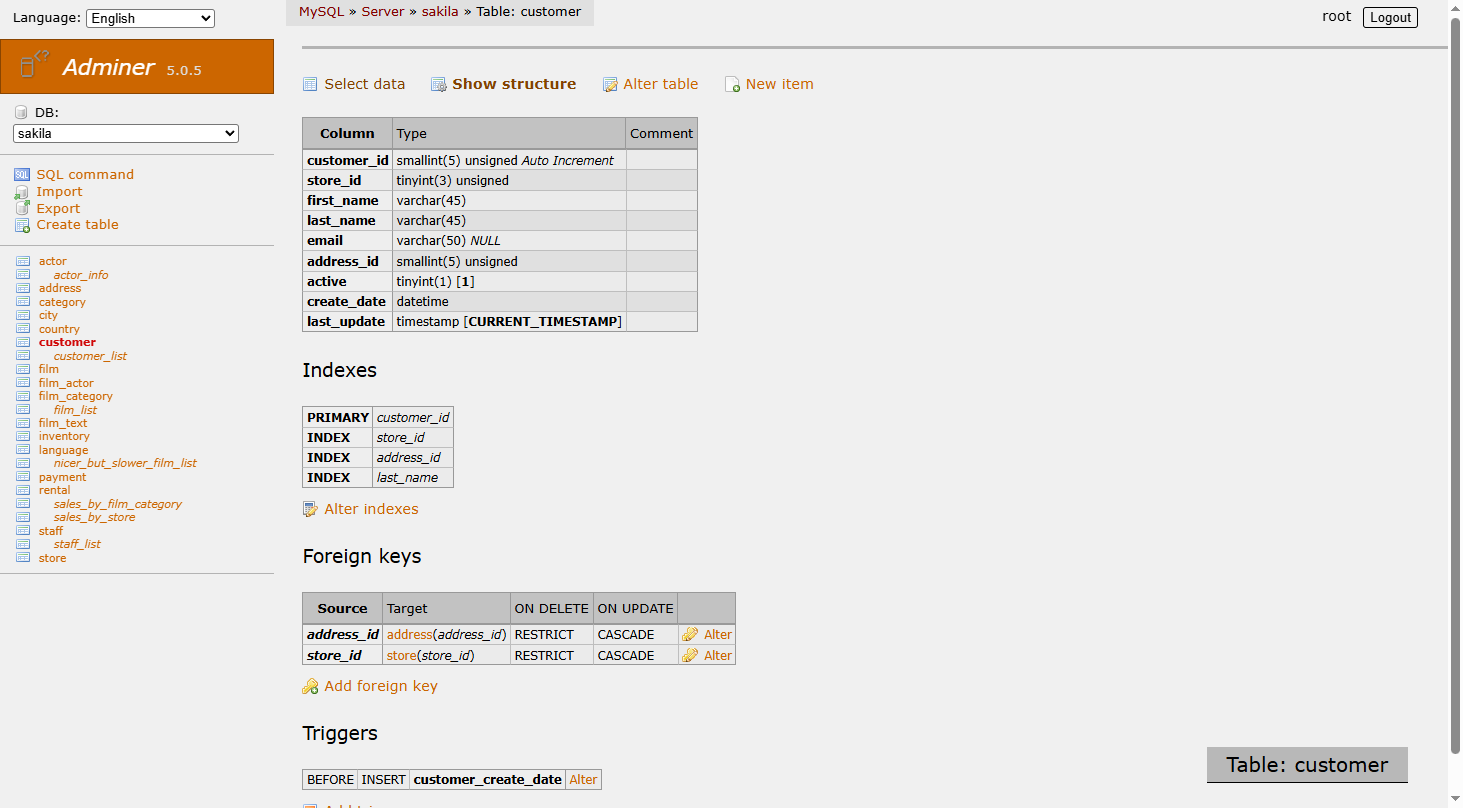 Language: English
Adminer 5.0.5
DB:
sakila
SQL command
Import
Export
Create table
actor
actor_info
address
category
city
country
customer
customer_list
film
film_actor
film_category
film_list
film_text
inventory
language
nicer_but_slower_film_list
payment
rental
sales_by_film_category
sales_by_store
staff
staff_list
store
MySQL » Server » sakila » Table: customer
root Logout
Select data Show structure Alter table New item
Column Type Comment
customer_id smallint(5) unsigned Auto Increment
store_id tinyint(3) unsigned
first_name varchar(45)
last_name varchar(45)
email varchar(50) NULL
address_id smallint(5) unsigned
active tinyint(1) [1]
create_date datetime
last_update timestamp [CURRENT_TIMESTAMP]
Indexes
PRIMARY customer_id
INDEX store_id
INDEX address_id
INDEX last_name
Alter indexes
Foreign keys
Source Target ON DELETE ON UPDATE
address_id address(address_id) RESTRICT CASCADE Alter
store_id store(store_id) RESTRICT CASCADE Alter
Add foreign key
Triggers
BEFORE INSERT customer_create_date Alter
Table: customer